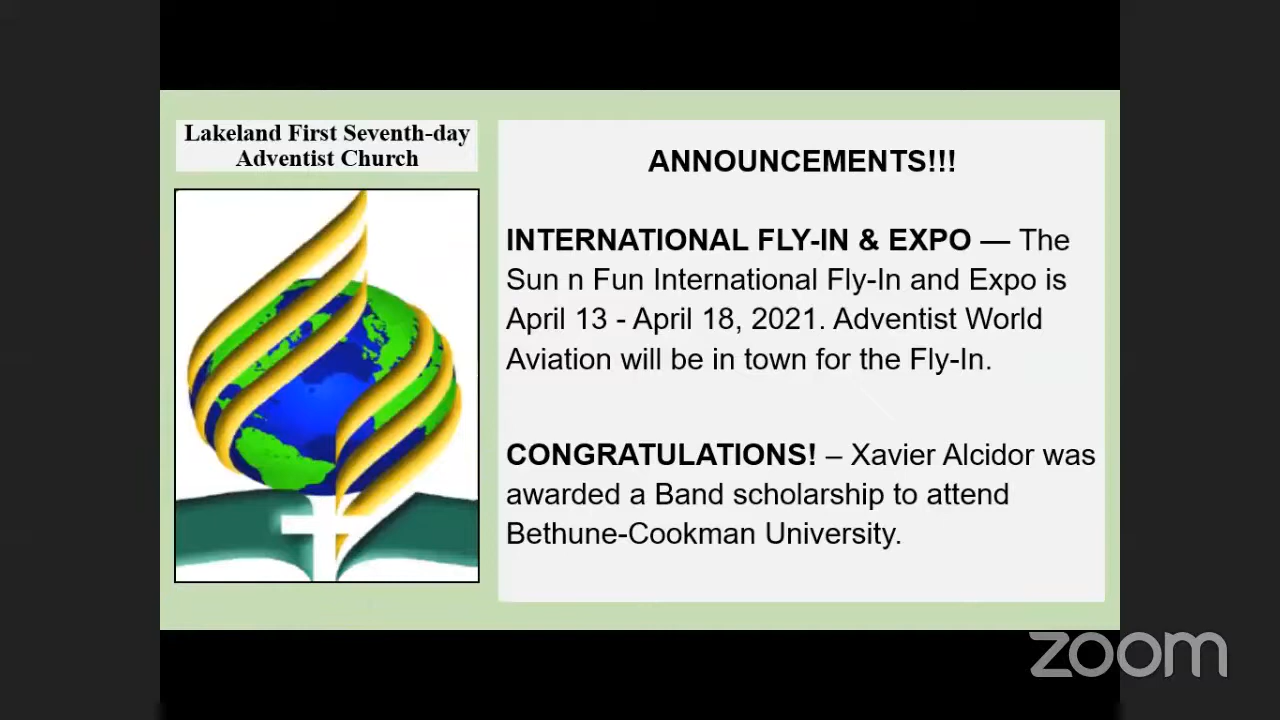 Lakeland First Seventh-day
Adventist Church
ANNOUNCEMENTS!!!
INTERNATIONAL FLY-IN & EXPO — The
Sun n Fun International Fly-In and Expo is
April 13 - April 18, 2021. Adventist World
Aviation will be in town for the Fly-In.
CONGRATULATIONS! – Xavier Alcidor was
awarded a Band scholarship to attend
Bethune-Cookman University.
zoom